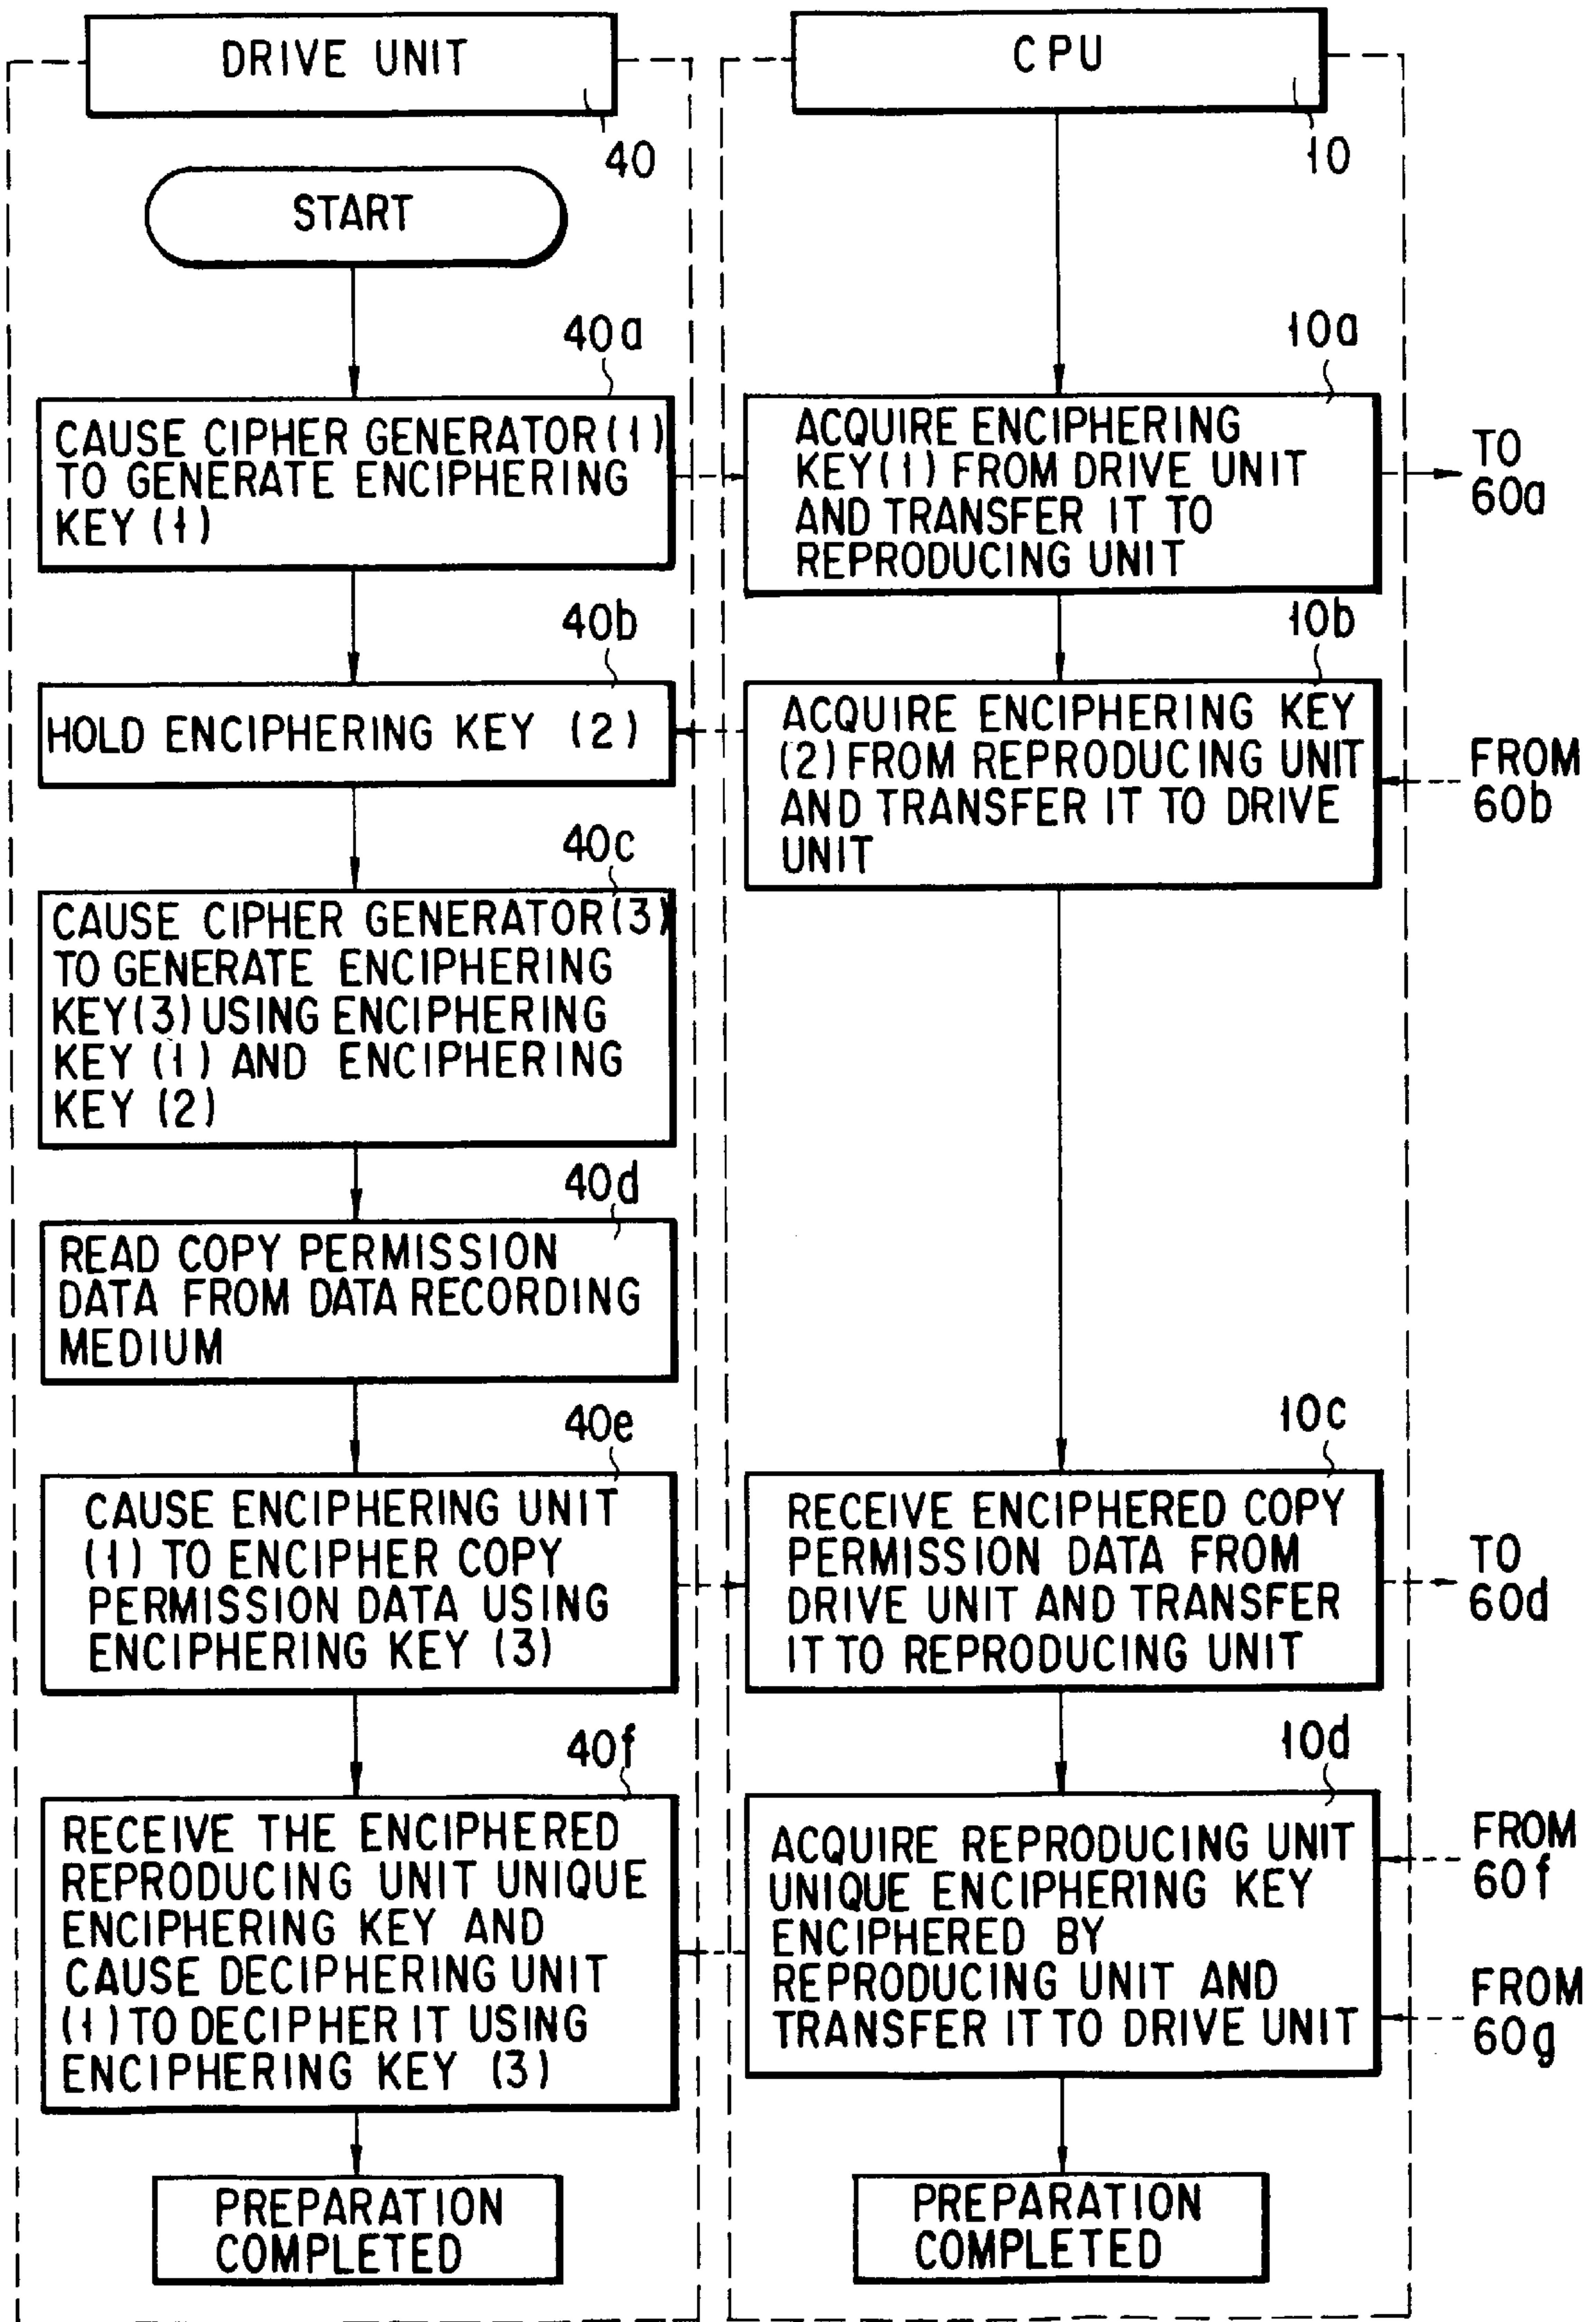 DRIVE UNIT
40
START
40a
CAUSE CIPHER GENERATOR(1)
TO GENERATE ENCIPHERING
KEY (1)
40b
HOLD ENCIPHERING KEY (2)
40c
CAUSE CIPHER GENERATOR(3)
TO GENERATE ENCIPHERING
KEY(3) USING ENCIPHERING
KEY (1) AND ENCIPHERING
KEY (2)
40d
READ COPY PERMISSION
DATA FROM DATA RECORDING
MEDIUM
40e
CAUSE ENCIPHERING UNIT
(1) TO ENCIPHER COPY
PERMISSION DATA USING
ENCIPHERING KEY (3)
40f
RECEIVE THE ENCIPHERED
REPRODUCING UNIT UNIQUE
ENCIPHERING KEY AND
CAUSE DECIPHERING UNIT
(1) TO DECIPHER IT USING
ENCIPHERING KEY (3)
PREPARATION
COMPLETED
CPU
10
10a
ACQUIRE ENCIPHERING
KEY(1) FROM DRIVE UNIT
AND TRANSFER IT TO
REPRODUCING UNIT
TO
60a
10b
ACQUIRE ENCIPHERING KEY
(2) FROM REPRODUCING UNIT
AND TRANSFER IT TO DRIVE
UNIT
FROM
60b
10c
RECEIVE ENCIPHERED COPY
PERMISSION DATA FROM
DRIVE UNIT AND TRANSFER
IT TO REPRODUCING UNIT
TO
60d
10d
ACQUIRE REPRODUCING UNIT
UNIQUE ENCIPHERING KEY
ENCIPHERED BY
REPRODUCING UNIT AND
TRANSFER IT TO DRIVE UNIT
FROM
60f
FROM
60g
PREPARATION
COMPLETED